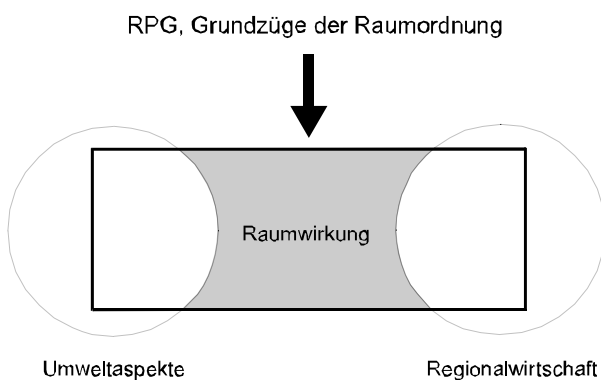 RPG, Grundzüge der Raumordnung
Raumwirkung
Umweltaspekte
Regionalwirtschaft